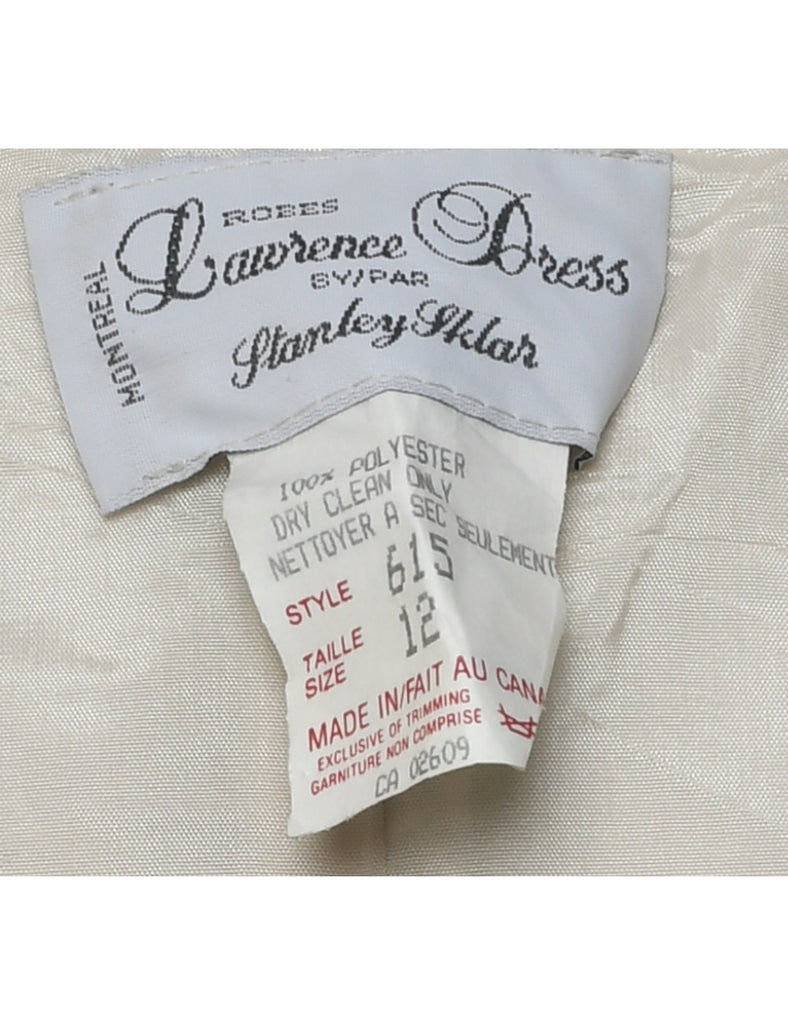 ROBES
Lawrence Dress
BY/PAR
Stanley Sklar
MONTREAL
100% POLYESTER
DRY CLEAN ONLY
NETTOYER A SEC SEULEMENT
STYLE 615
TAILLE
SIZE 12
MADE IN/FAIT AU CANA
EXCLUSIVE OF TRIMMING
GARNITURE NON COMPRISE
CA 02609